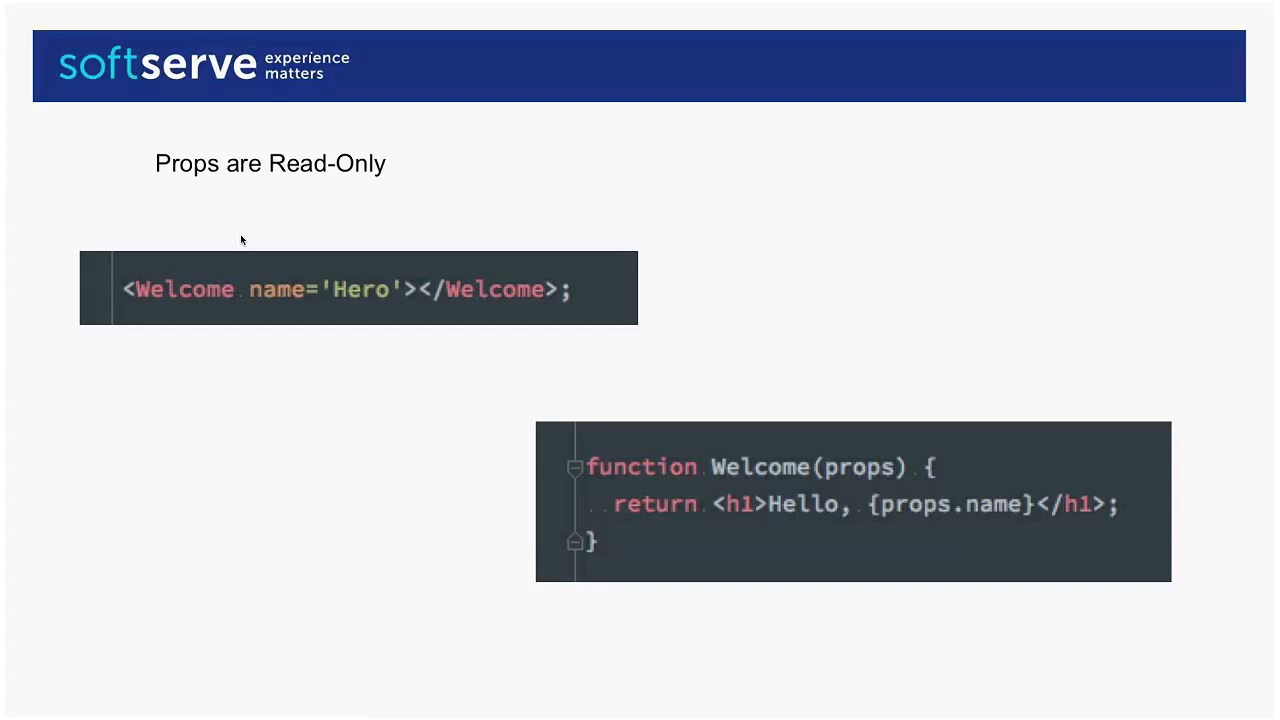 softserve experience
matters
Props are Read-Only
<Welcome name='Hero'></Welcome>;
function Welcome(props) {
return <h1>Hello, {props.name}</h1>;
}